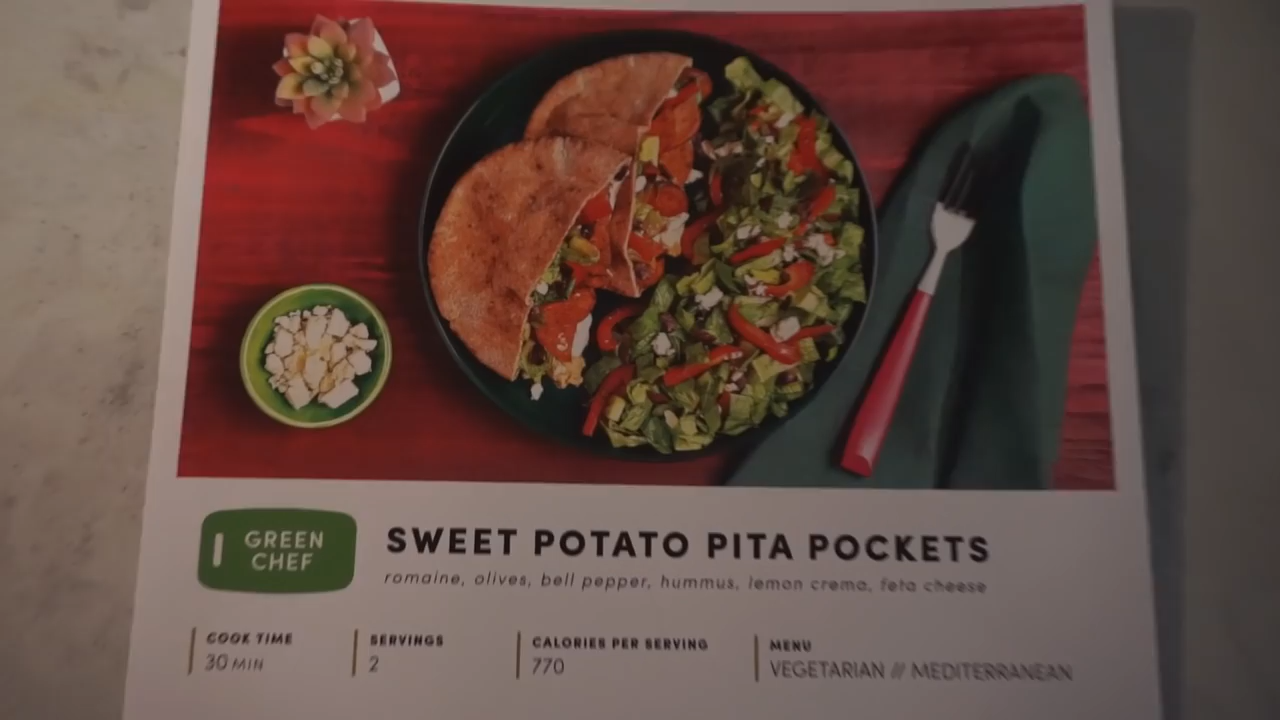 GREEN
CHEF
SWEET POTATO PITA POCKETS
romaine, olives, bell pepper, hummus, lemon crema, feta cheese
COOK TIME
30 MIN
SERVINGS
2
CALORIES PER SERVING
770
MENU
VEGETARIAN // MEDITERRANEAN